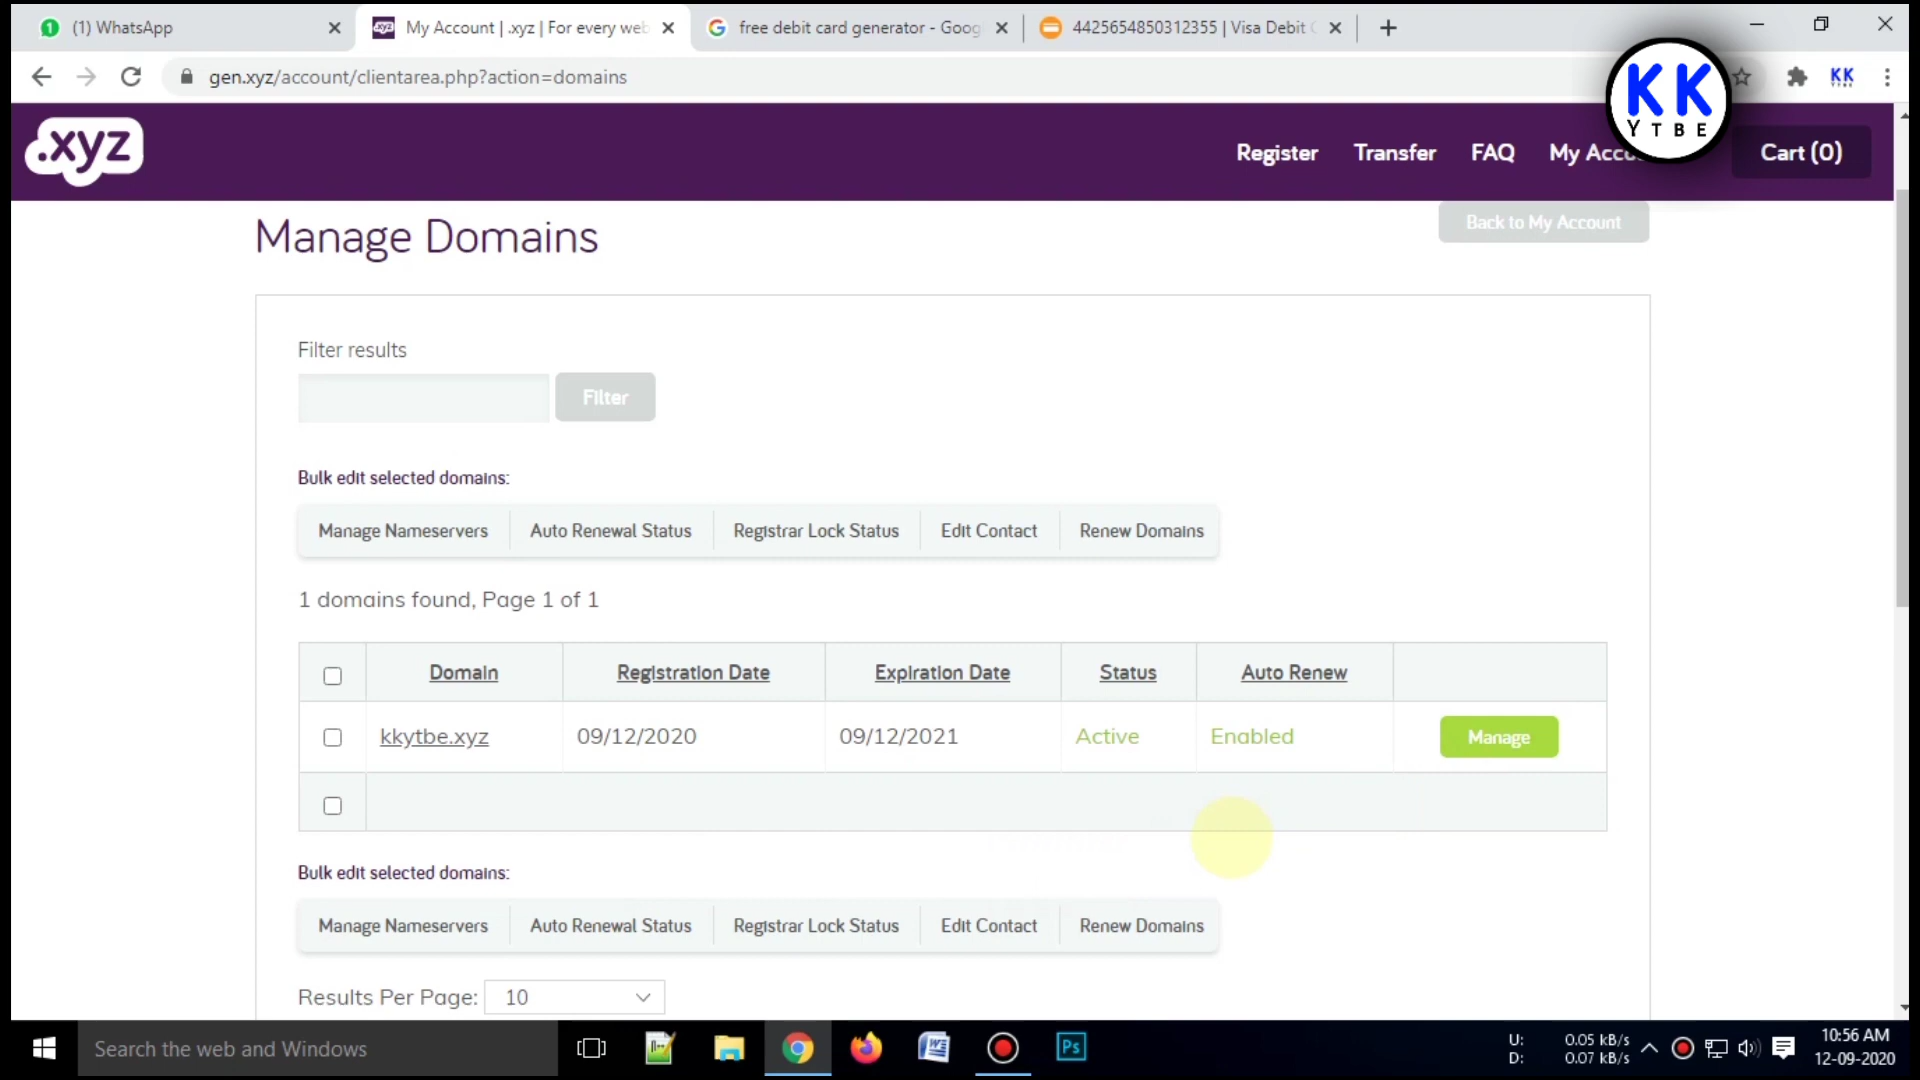 (1) WhatsApp
My Account | .xyz | For every web
free debit card generator - Goog
4425654850312355 | Visa Debit C
gen.xyz/account/clientarea.php?action=domains
KK
YTBE
KK
YTBE
.xyz
Register
Transfer
FAQ
My Accou
Cart (0)
Manage Domains
Back to My Account
Filter results
Filter
Bulk edit selected domains:
Manage Nameservers
Auto Renewal Status
Registrar Lock Status
Edit Contact
Renew Domains
1 domains found, Page 1 of 1
Domain
Registration Date
Expiration Date
Status
Auto Renew
kkytbe.xyz
09/12/2020
09/12/2021
Active
Enabled
Manage
Bulk edit selected domains:
Manage Nameservers
Auto Renewal Status
Registrar Lock Status
Edit Contact
Renew Domains
Results Per Page: 10
Search the web and Windows
Ps
U: 0.05 kB/s
D: 0.07 kB/s
10:56 AM
12-09-2020